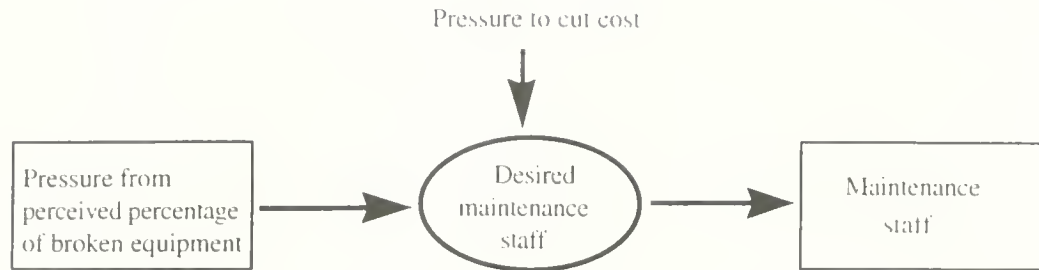 Pressure to cut cost
Pressure from
perceived percentage
of broken equipment
Desired
maintenance
staff
Maintenance
staff